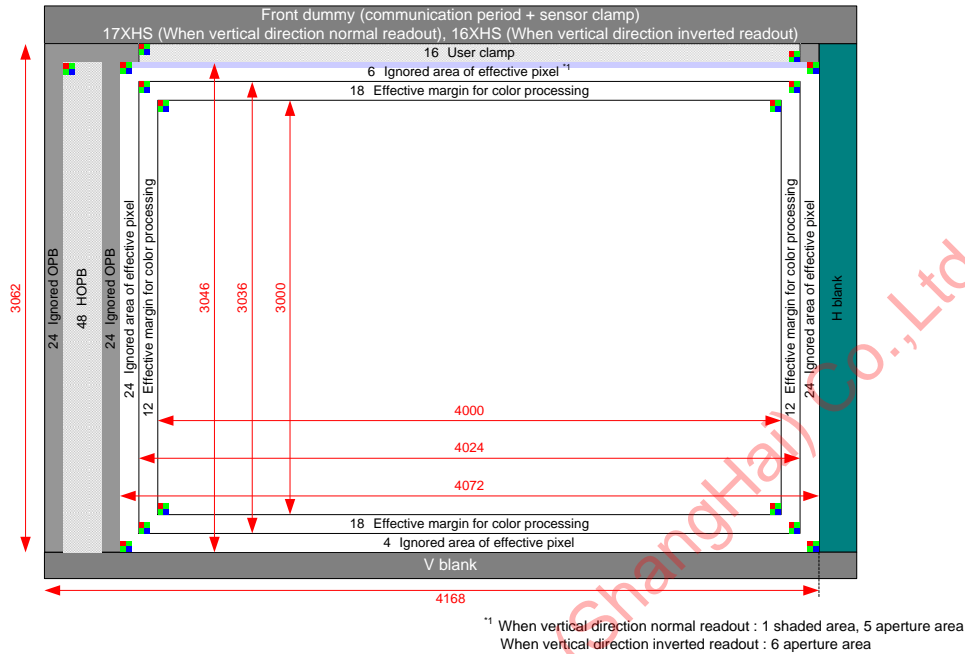 Front dummy (communication period + sensor clamp)
17XHS (When vertical direction normal readout), 16XHS (When vertical direction inverted readout)
16 User clamp
6 Ignored area of effective pixel *1
18 Effective margin for color processing
24 Ignored OPB
48 HOPB
24 Ignored OPB
24 Ignored area of effective pixel
12 Effective margin for color processing
3062
3046
3036
3000
12 Effective margin for color processing
24 Ignored area of effective pixel
H blank
4000
4024
4072
18 Effective margin for color processing
4 Ignored area of effective pixel
V blank
4168
*1 When vertical direction normal readout : 1 shaded area, 5 aperture area
When vertical direction inverted readout : 6 aperture area
(ShangHai) Co.,Ltd